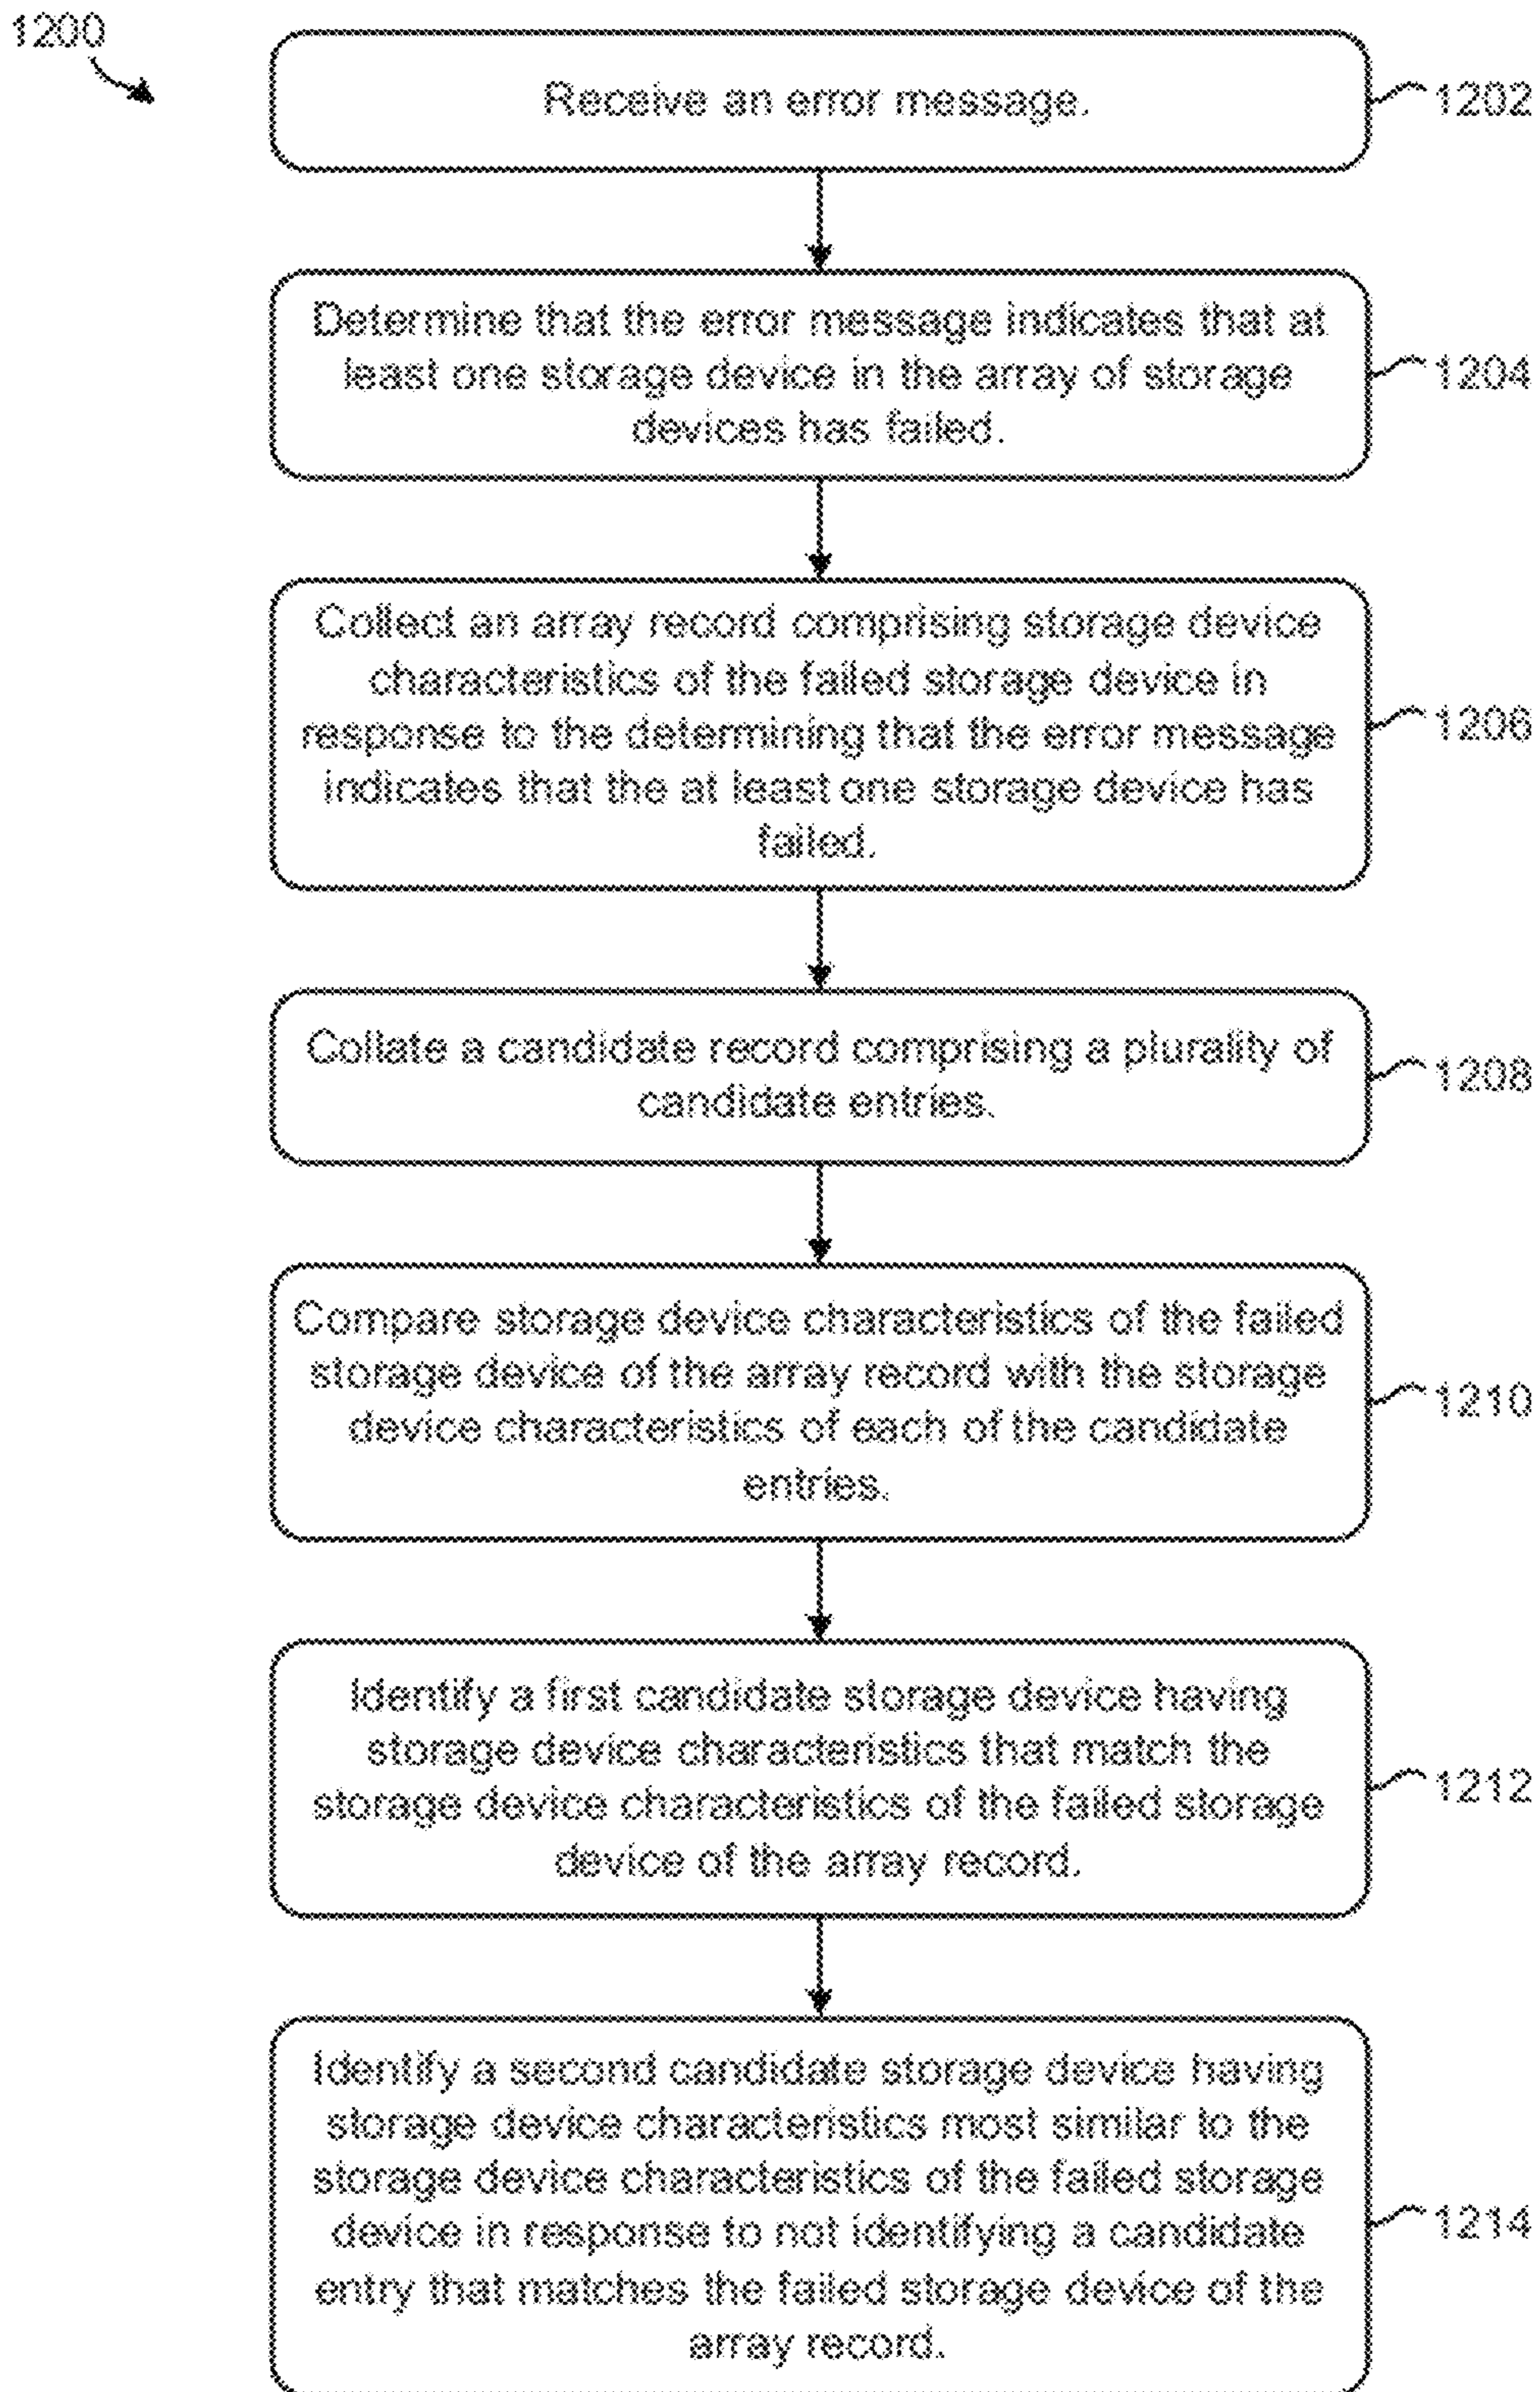 1200
Receive an error message.
1202
Determine that the error message indicates that at
least one storage device in the array of storage
devices has failed.
1204
Collect an array record comprising storage device
characteristics of the failed storage device in
response to the determining that the error message
indicates that the at least one storage device has
failed.
1206
Collate a candidate record comprising a plurality of
candidate entries.
1208
Compare storage device characteristics of the failed
storage device of the array record with the storage
device characteristics of each of the candidate
entries.
1210
Identify a first candidate storage device having
storage device characteristics that match the
storage device characteristics of the failed storage
device of the array record.
1212
Identify a second candidate storage device having
storage device characteristics most similar to the
storage device characteristics of the failed storage
device in response to not identifying a candidate
entry that matches the failed storage device of the
array record.
1214